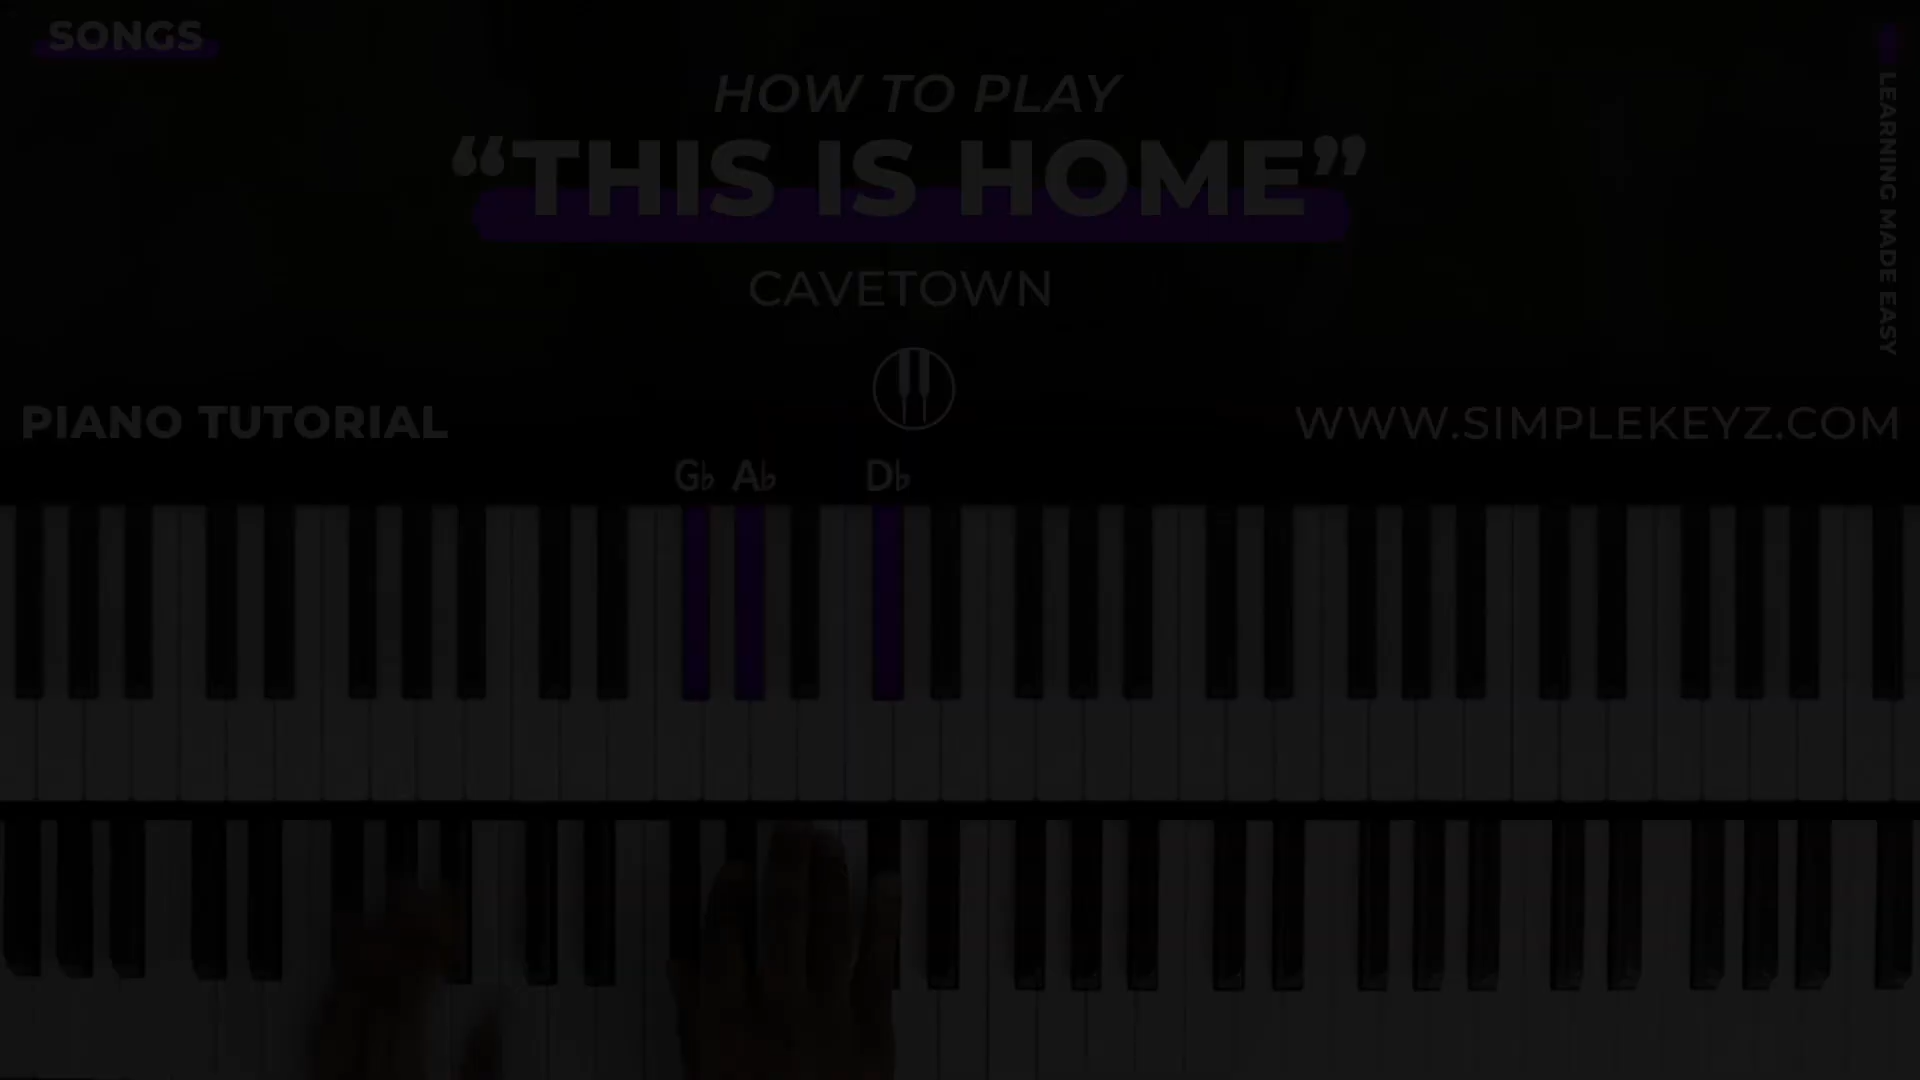 SONGS
HOW TO PLAY
“THIS IS HOME”
CAVETOWN
LEARNING MADE EASY
PIANO TUTORIAL
WWW.SIMPLEKEYZ.COM
G♭ A♭ D♭